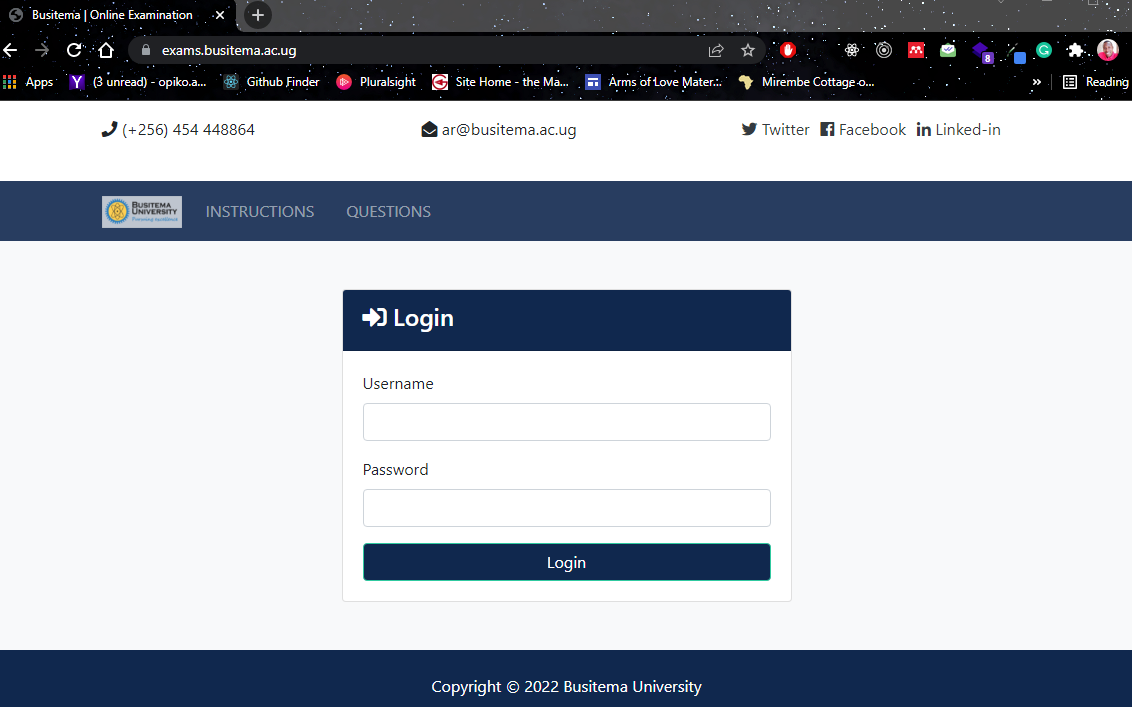 Busitema | Online Examination
exams.busitema.ac.ug
8
Apps
Y
(3 unread) - opiko.a...
Github Finder
Pluralsight
Site Home - the Ma...
Arms of Love Mater...
Mirembe Cottage o...
»
Reading
(+256) 454 448864
ar@busitema.ac.ug
Twitter
Facebook
in Linked-in
BUSITEMA
UNIVERSITY
INSTRUCTIONS
QUESTIONS
Login
Username
Password
Login
Copyright © 2022 Busitema University